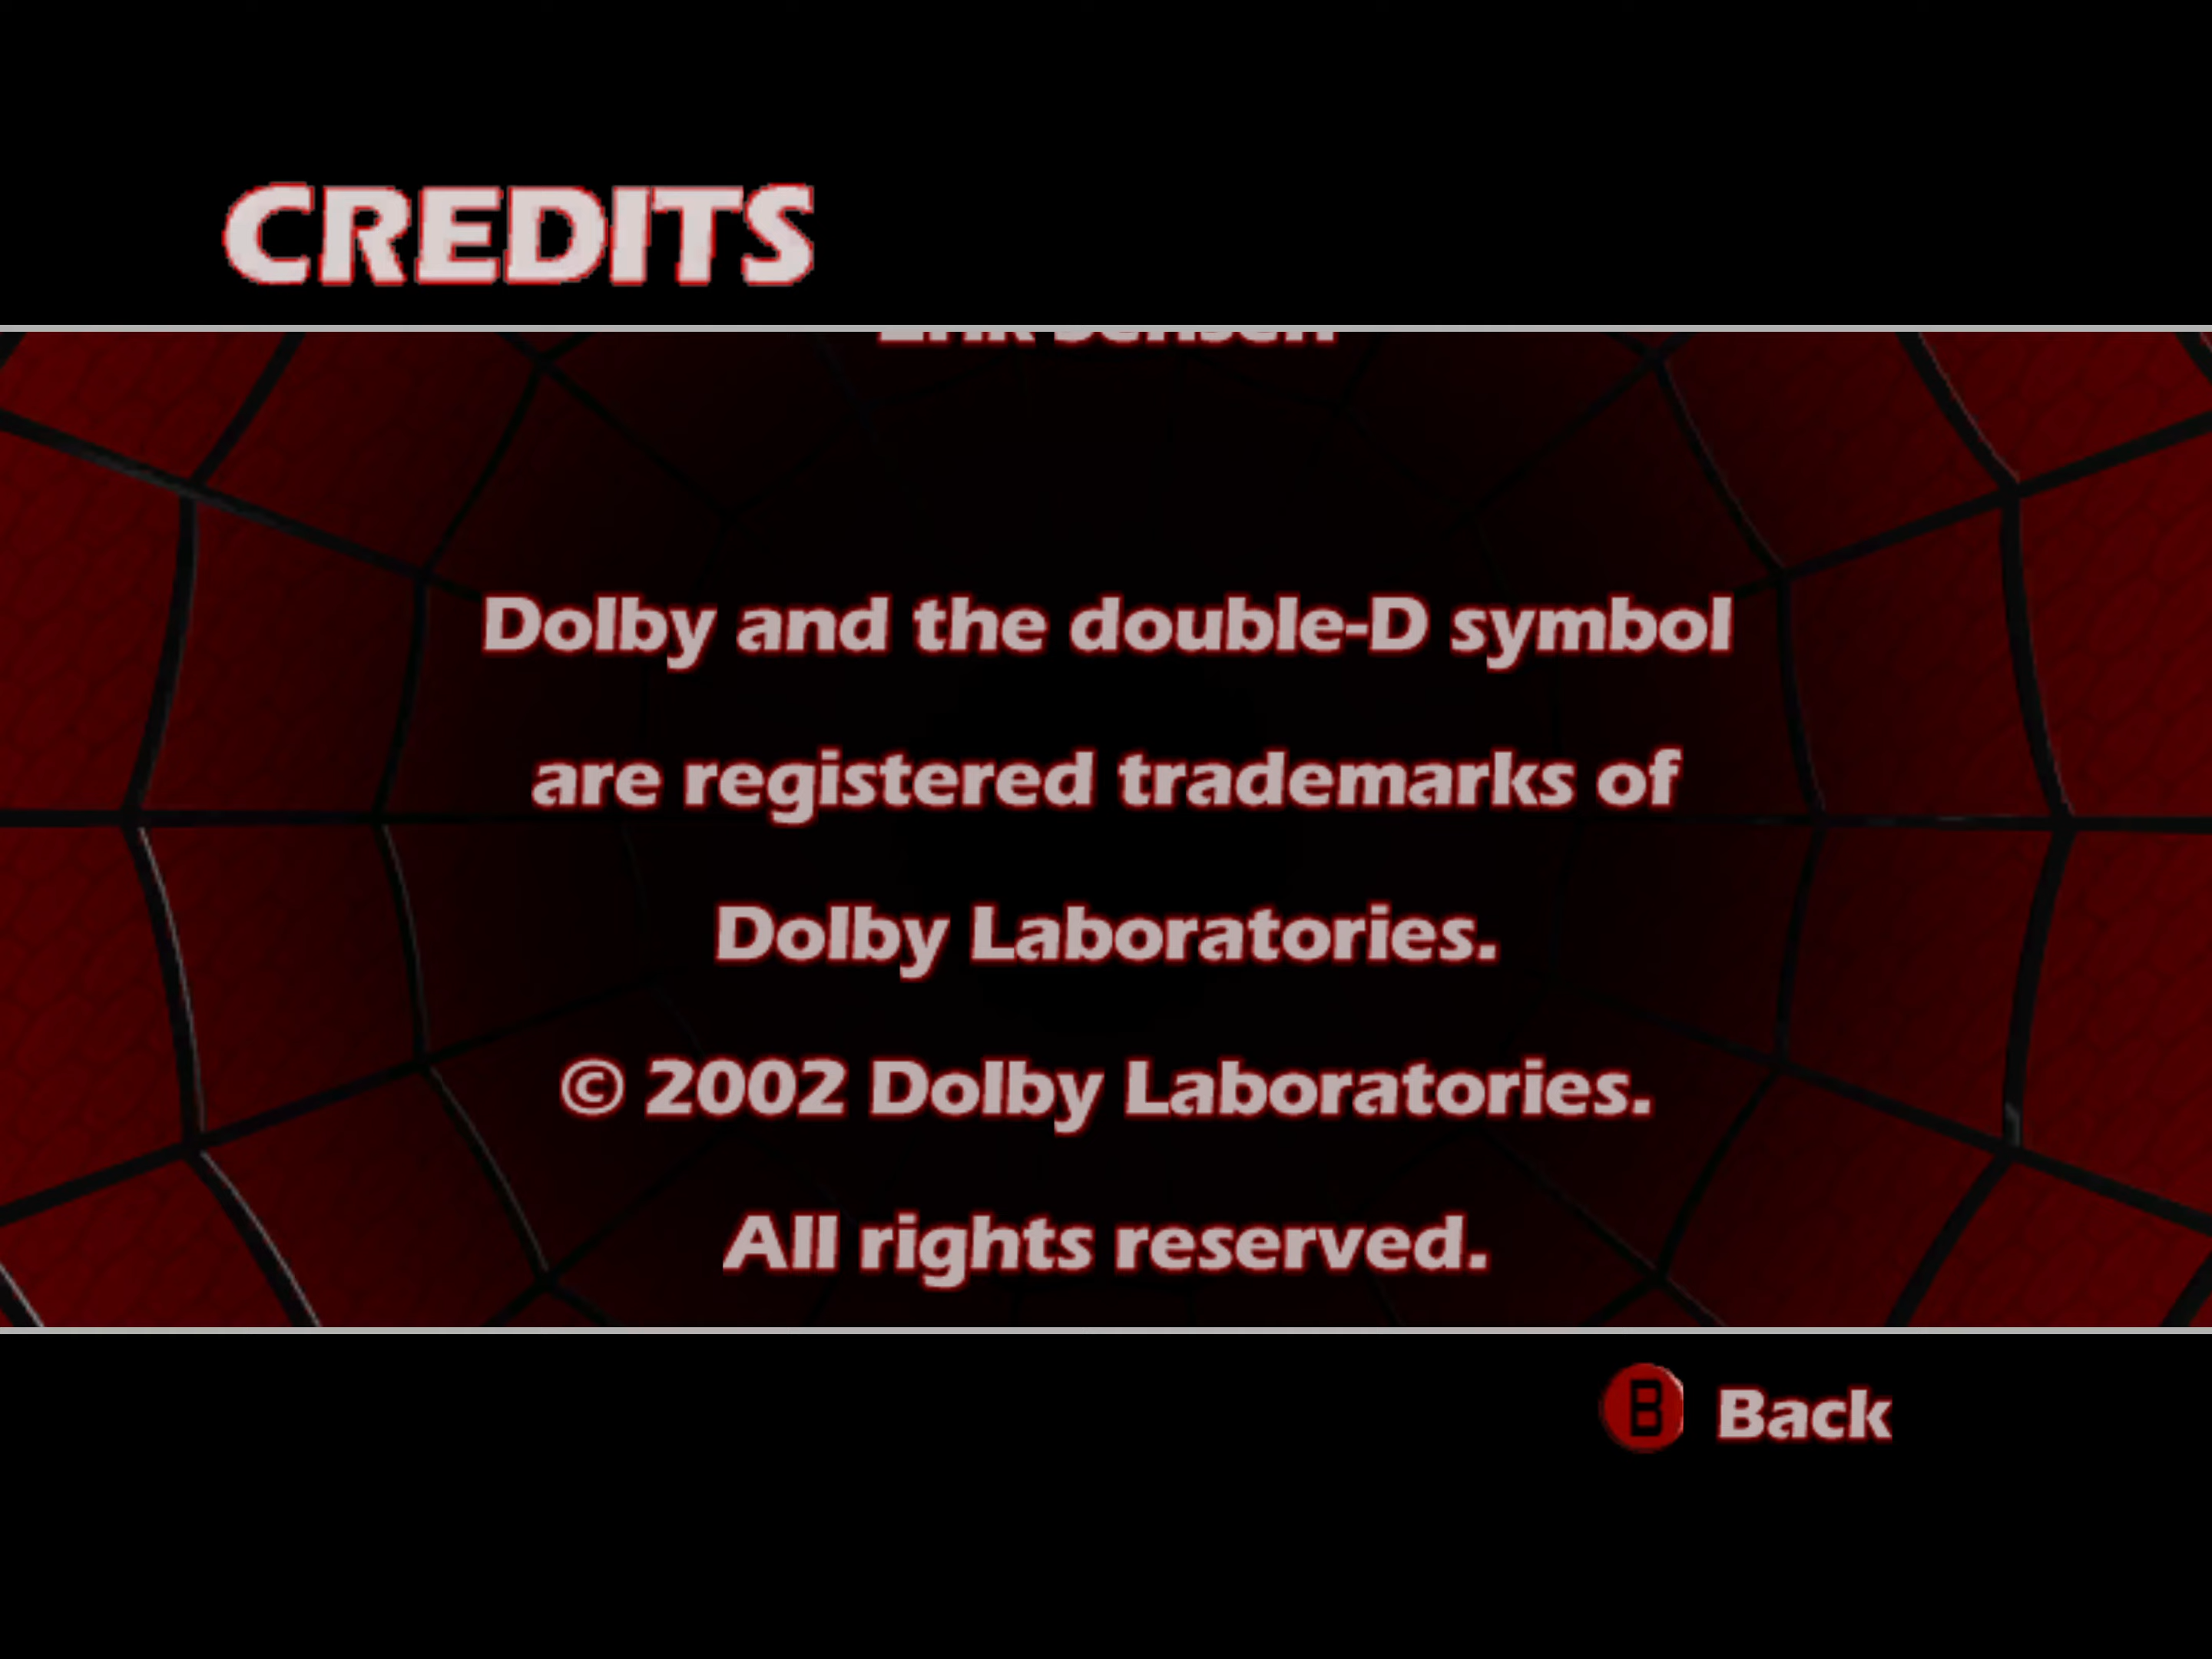 CREDITS
Dolby and the double-D symbol
are registered trademarks of
Dolby Laboratories.
© 2002 Dolby Laboratories.
All rights reserved.
B Back